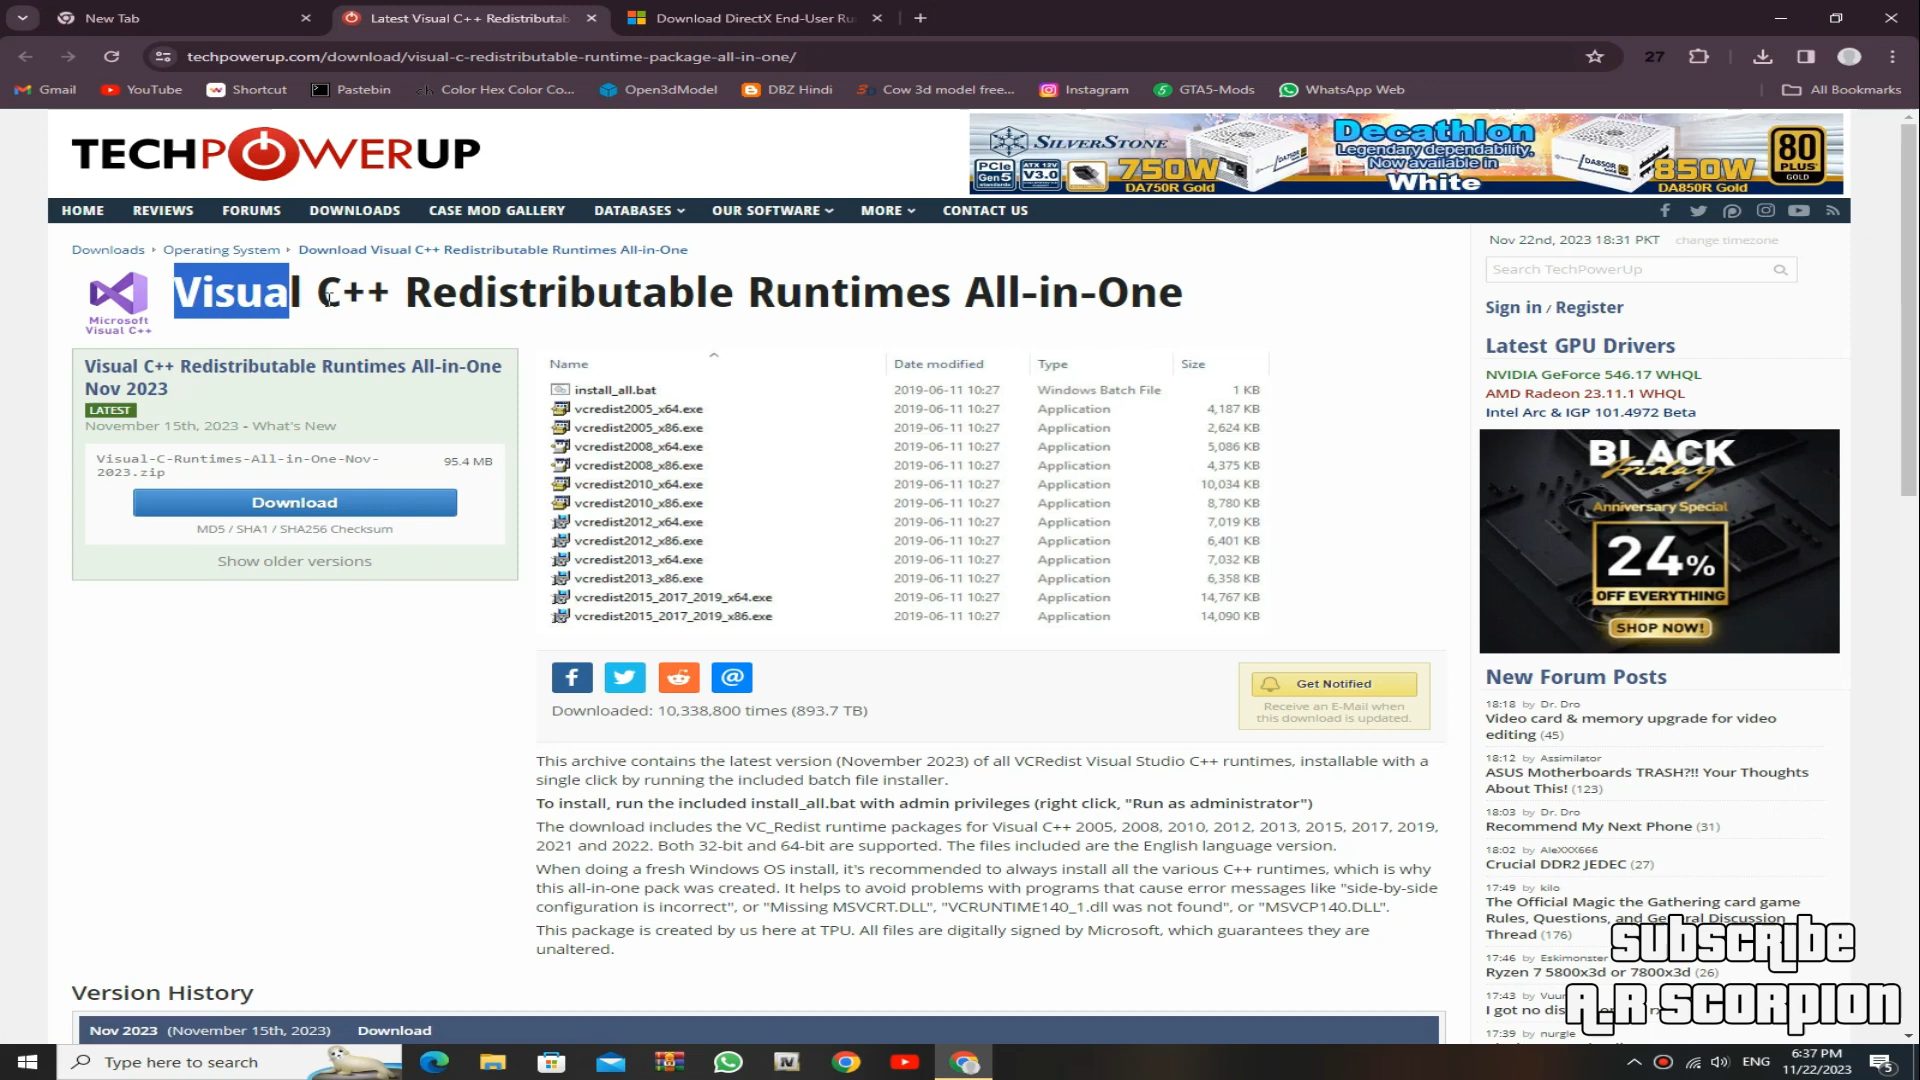 New Tab
Latest Visual C++ Redistributab
Download DirectX End-User Ru
techpowerup.com/download/visual-c-redistributable-runtime-package-all-in-one/
27
Gmail
YouTube
Shortcut
Pastebin
Color Hex Color Co...
Open3dModel
DBZ Hindi
Cow 3d model free...
Instagram
GTA5-Mods
WhatsApp Web
All Bookmarks
TECHPOWERUP
SILVERSTONE
PCIe Gen5
ATX 12V V3.0
750W
DA750R Gold
Decathlon
Legendary dependability,
Now available in
White
850W
DA850R Gold
80 PLUS GOLD
HOME
REVIEWS
FORUMS
DOWNLOADS
CASE MOD GALLERY
DATABASES
OUR SOFTWARE
MORE
CONTACT US
Downloads
Operating System
Download Visual C++ Redistributable Runtimes All-in-One
Nov 22nd, 2023 18:31 PKT change timezone
Search TechPowerUp
Microsoft
Visual C++
Visual C++ Redistributable Runtimes All-in-One
Sign in / Register
Visual C++ Redistributable Runtimes All-in-One
Nov 2023
LATEST
November 15th, 2023 - What's New
Visual-C-Runtimes-All-in-One-Nov-
2023.zip
95.4 MB
Download
MD5 / SHA1 / SHA256 Checksum
Show older versions
Name Date modified Type Size
install_all.bat 2019-06-11 10:27 Windows Batch File 1 KB
vcredist2005_x64.exe 2019-06-11 10:27 Application 4,187 KB
vcredist2005_x86.exe 2019-06-11 10:27 Application 2,624 KB
vcredist2008_x64.exe 2019-06-11 10:27 Application 5,086 KB
vcredist2008_x86.exe 2019-06-11 10:27 Application 4,375 KB
vcredist2010_x64.exe 2019-06-11 10:27 Application 10,034 KB
vcredist2010_x86.exe 2019-06-11 10:27 Application 8,780 KB
vcredist2012_x64.exe 2019-06-11 10:27 Application 7,019 KB
vcredist2012_x86.exe 2019-06-11 10:27 Application 6,401 KB
vcredist2013_x64.exe 2019-06-11 10:27 Application 7,032 KB
vcredist2013_x86.exe 2019-06-11 10:27 Application 6,358 KB
vcredist2015_2017_2019_x64.exe 2019-06-11 10:27 Application 14,767 KB
vcredist2015_2017_2019_x86.exe 2019-06-11 10:27 Application 14,090 KB
Downloaded: 10,338,800 times (893.7 TB)
Get Notified
Receive an E-Mail when
this download is updated.
This archive contains the latest version (November 2023) of all VCRedist Visual Studio C++ runtimes, installable with a
single click by running the included batch file installer.
To install, run the included install_all.bat with admin privileges (right click, "Run as administrator")
The download includes the VC_Redist runtime packages for Visual C++ 2005, 2008, 2010, 2012, 2013, 2015, 2017, 2019,
2021 and 2022. Both 32-bit and 64-bit are supported. The files included are the English language version.
When doing a fresh Windows OS install, it's recommended to always install all the various C++ runtimes, which is why
this all-in-one pack was created. It helps to avoid problems with programs that cause error messages like "side-by-side
configuration is incorrect", or "Missing MSVCRT.DLL", "VCRUNTIME140_1.dll was not found", or "MSVCP140.DLL".
This package is created by us here at TPU. All files are digitally signed by Microsoft, which guarantees they are
unaltered.
Version History
Nov 2023 (November 15th, 2023) Download
Latest GPU Drivers
NVIDIA GeForce 546.17 WHQL
AMD Radeon 23.11.1 WHQL
Intel Arc & IGP 101.4972 Beta
BLACK
Friday
Anniversary Special
24%
OFF EVERYTHING
SHOP NOW!
New Forum Posts
18:18 by Dr. Dro
Video card & memory upgrade for video
editing (45)
18:12 by Assimilator
ASUS Motherboards TRASH?!! Your Thoughts
About This! (123)
18:03 by Dr. Dro
Recommend My Next Phone (31)
18:02 by AleXXX666
Crucial DDR2 JEDEC (27)
17:49 by kilo
The Official Magic the Gathering card game
Rules, Questions, and General Discussion
Thread (176)
17:46 by Eskimonster
Ryzen 7 5800x3d or 7800x3d (26)
17:43 by
I got no
17:39 by nurgle
SUBSCRIBE
A.R SCORPION
Type here to search
ENG
6:37 PM
11/22/2023
5